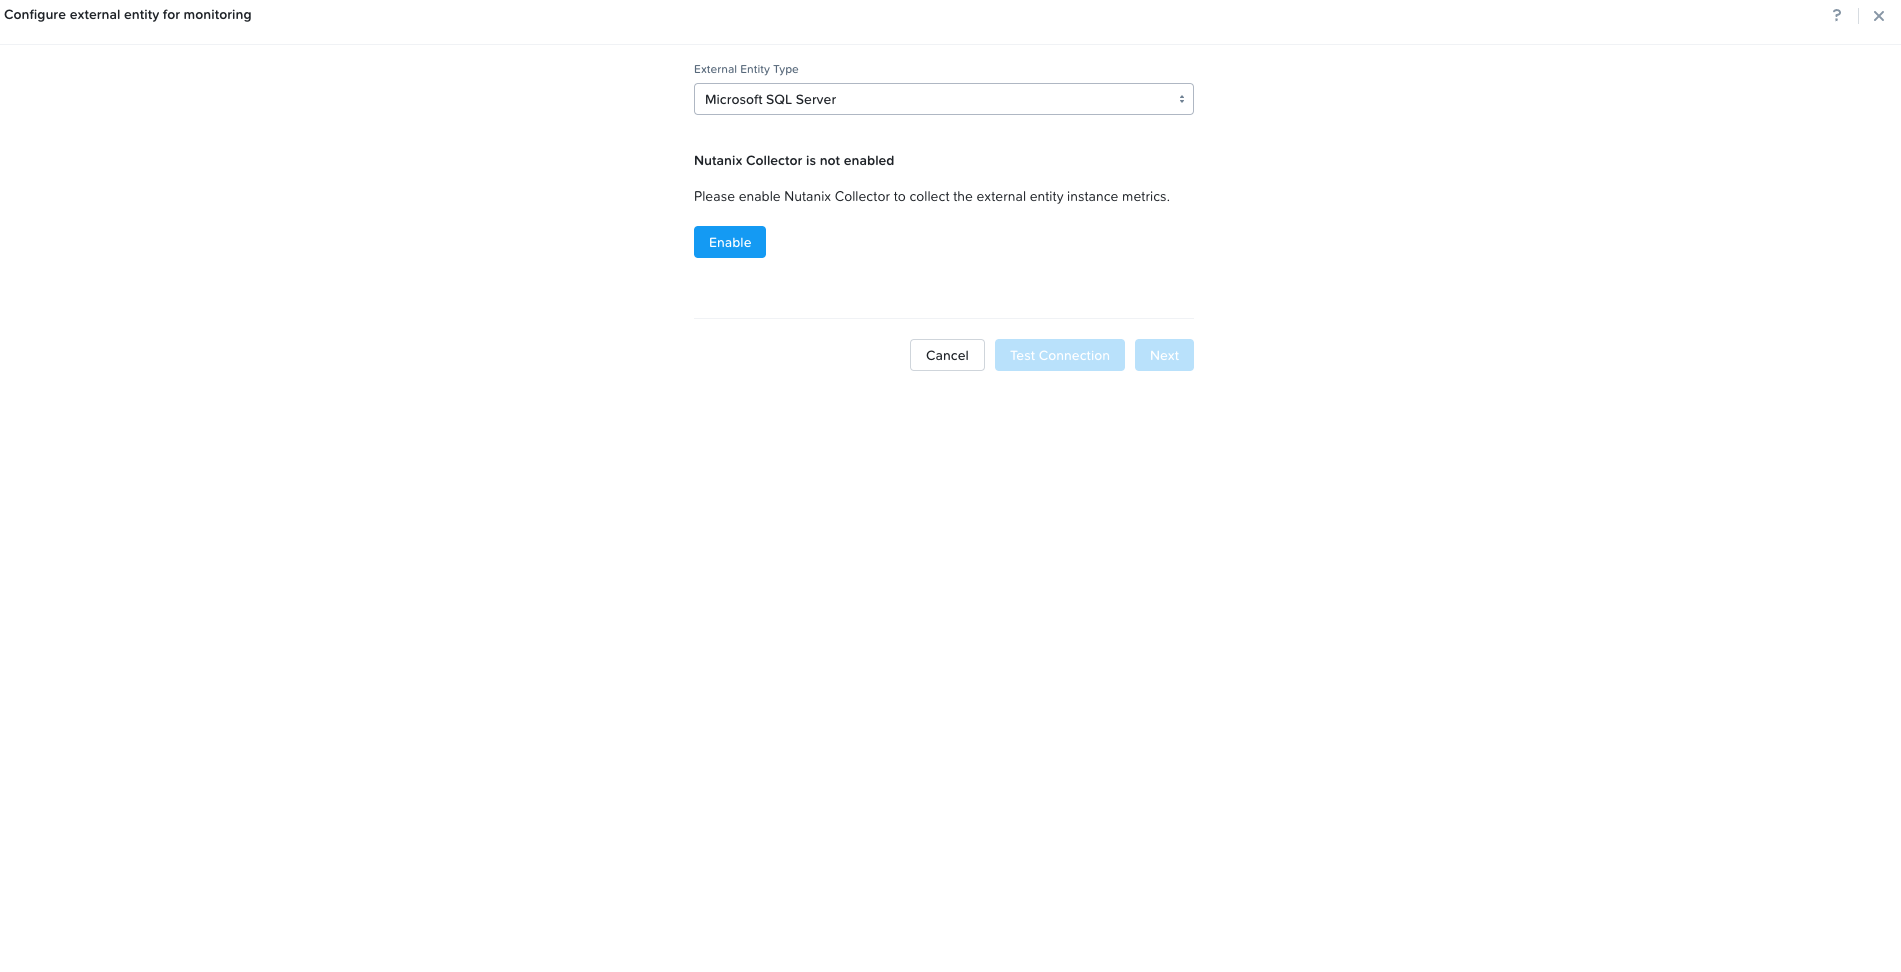 Configure external entity for monitoring
?
External Entity Type
Microsoft SQL Server
Nutanix Collector is not enabled
Please enable Nutanix Collector to collect the external entity instance metrics.
Enable
Cancel
Test Connection
Next